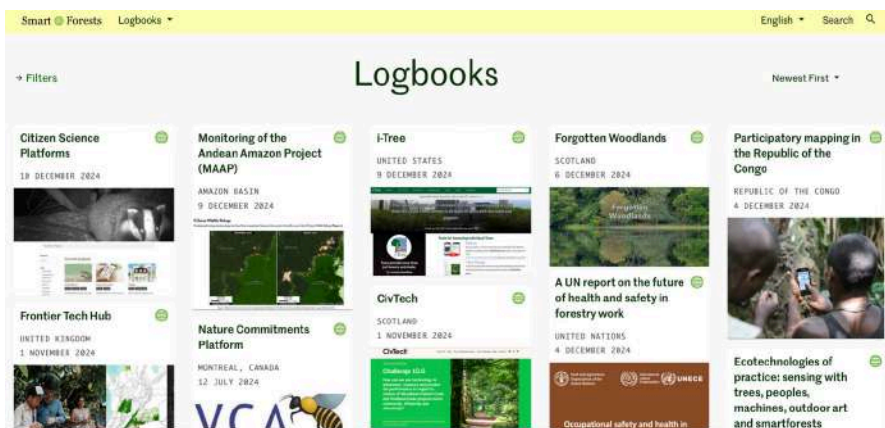 Smart Forests
Logbooks
English
Search
→ Filters
Logbooks
Newest First
Citizen Science
Platforms
10 DECEMBER 2024
Frontier Tech Hub
UNITED KINGDOM
1 NOVEMBER 2024
Monitoring of the
Andean Amazon Project
(MAAP)
AMAZON BASIN
9 DECEMBER 2024
Nature Commitments
Platform
MONTREAL, CANADA
12 JULY 2024
VCA
i-Tree
UNITED STATES
9 DECEMBER 2024
CivTech
SCOTLAND
1 NOVEMBER 2024
CivTech
Challenge 10.0
Forgotten Woodlands
SCOTLAND
6 DECEMBER 2024
Forgotten
Woodlands
A UN report on the future
of health and safety in
forestry work
UNITED NATIONS
4 DECEMBER 2024
UNECE
Occupational safety and health in
Participatory mapping in
the Republic of the
Congo
REPUBLIC OF THE CONGO
4 DECEMBER 2024
Ecotechnologies of
practice: sensing with
trees, peoples,
machines, outdoor art
and smartforests